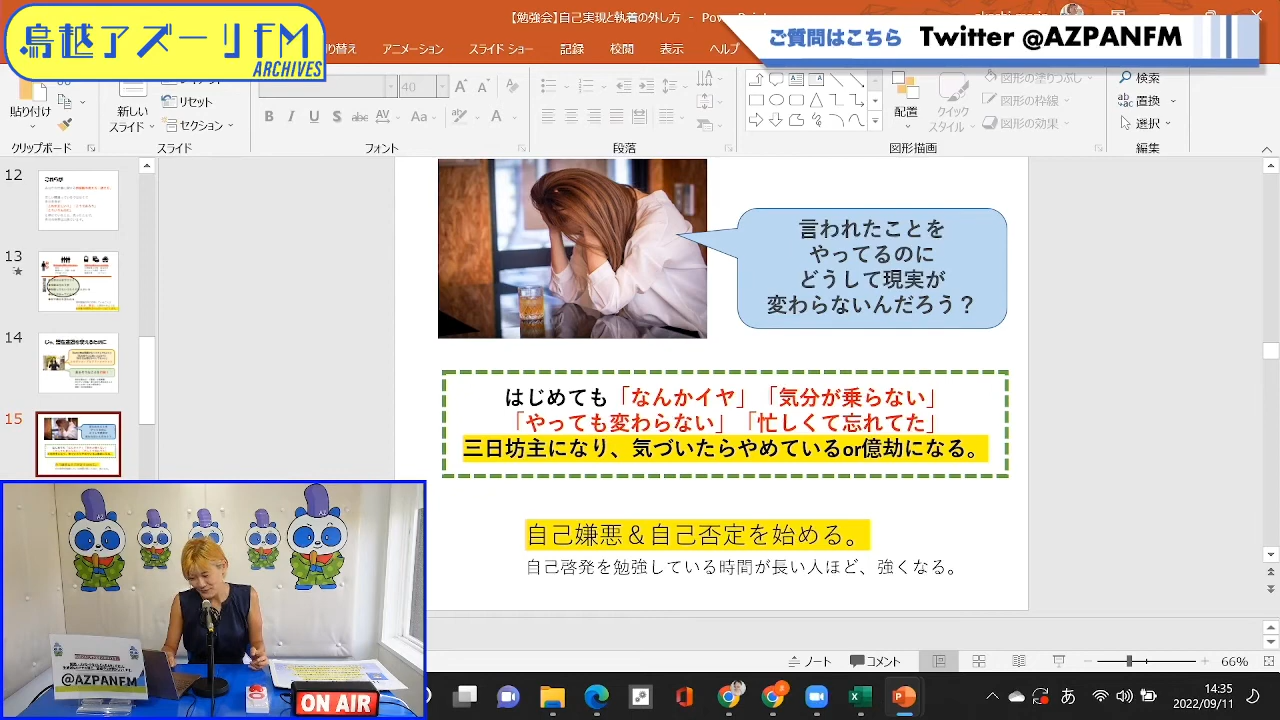 鳥越アズーリFM
ARCHIVES
【勉強会】自己実現と執着の外し方 - Pow
ご質問はこちら Twitter @AZPANFM
アニメーション スライド ショー 記録 校閲 表示 ヘルプ
貼り付け
新しい
スライド
リセット
セクション
40
B I U S abc AV Aa A
配置
クイック
スタイル
図形の塗りつぶし
図形の枠線
図形の効果
検索
置換
選択
クリップボード スライド フォント 段落 図形描画 編集
12
13
14
15
言われたことを
やってるのに
どうして現実が
変わらないんだろう？
はじめても「なんかイヤ」「気分が乗らない」
「やっても変わらない」「忙しくて忘れてた」
三日坊主になり、気づいたらやめているor億劫になる。
自己嫌悪＆自己否定を始める。
自己啓発を勉強している時間が長い人ほど、強くなる。
@AZPANFM
ON AIR
ノート コメント
66%
あ
14:35
2022/09/11